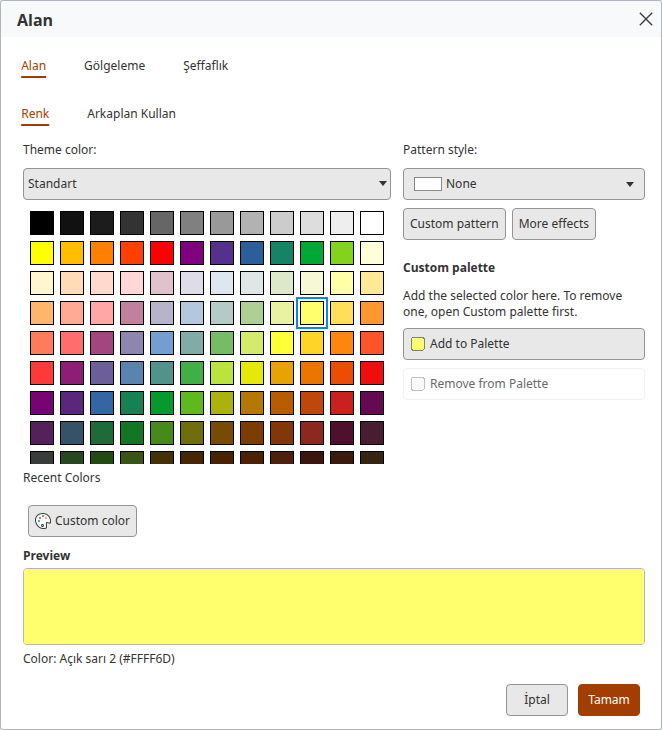 Alan
Alan Gölgeleme Şeffaflık
Renk Arkaplan Kullan
Theme color:
Standart
Pattern style:
None
Custom pattern More effects
Custom palette
Add the selected color here. To remove
one, open Custom palette first.
Add to Palette
Remove from Palette
Recent Colors
Custom color
Preview
Color: Açık sarı 2 (#FFFF6D)
İptal Tamam